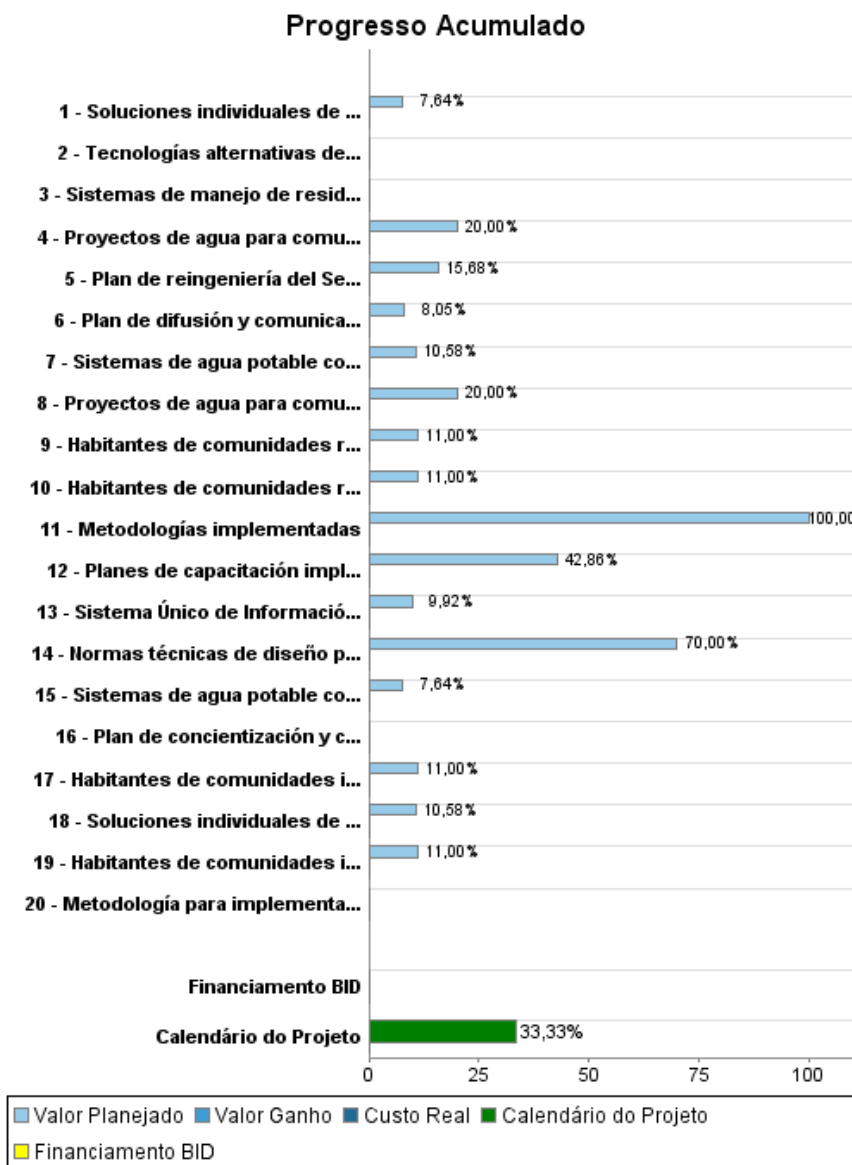 Progresso Acumulado
1 - Soluciones individuales de ... 7,64%
2 - Tecnologías alternativas de...
3 - Sistemas de manejo de resid...
4 - Proyectos de agua para comu... 20,00%
5 - Plan de reingeniería del Se... 15,68%
6 - Plan de difusión y comunica... 8,05%
7 - Sistemas de agua potable co... 10,58%
8 - Proyectos de agua para comu... 20,00%
9 - Habitantes de comunidades r... 11,00%
10 - Habitantes de comunidades r... 11,00%
11 - Metodologías implementadas 100,00
12 - Planes de capacitación impl... 42,86%
13 - Sistema Único de Informació... 9,92%
14 - Normas técnicas de diseño p... 70,00%
15 - Sistemas de agua potable co... 7,64%
16 - Plan de concientización y c...
17 - Habitantes de comunidades i... 11,00%
18 - Soluciones individuales de ... 10,58%
19 - Habitantes de comunidades i... 11,00%
20 - Metodología para implementa...
Financiamento BID
Calendário do Projeto 33,33%
0 25 50 75 100
Valor Planejado Valor Ganho Custo Real Calendário do Projeto
Financiamento BID